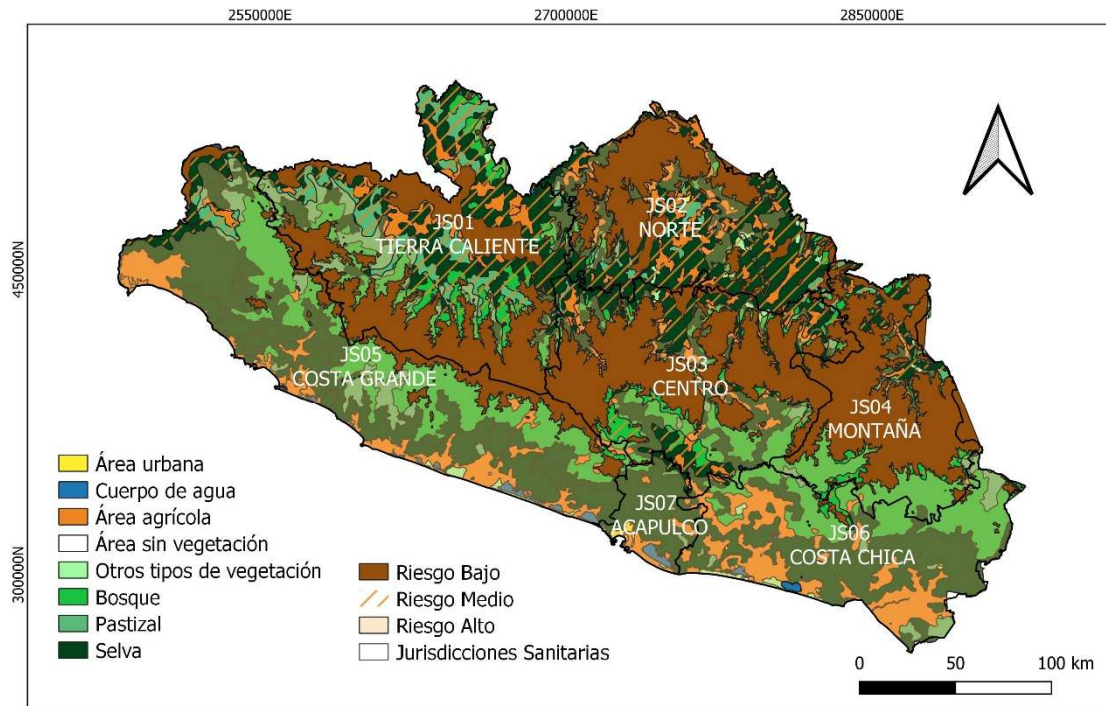 2550000E
2700000E
2850000E
450000N
300000N
JS01
TIERRA CALIENTE
JS02
NORTE
JS03
CENTRO
JS04
MONTAÑA
JS05
COSTA GRANDE
JS07
ACAPULCO
JS06
COSTA CHICA
Área urbana
Cuerpo de agua
Área agrícola
Área sin vegetación
Otros tipos de vegetación
Bosque
Pastizal
Selva
Riesgo Bajo
Riesgo Medio
Riesgo Alto
Jurisdicciones Sanitarias
0 50 100 km